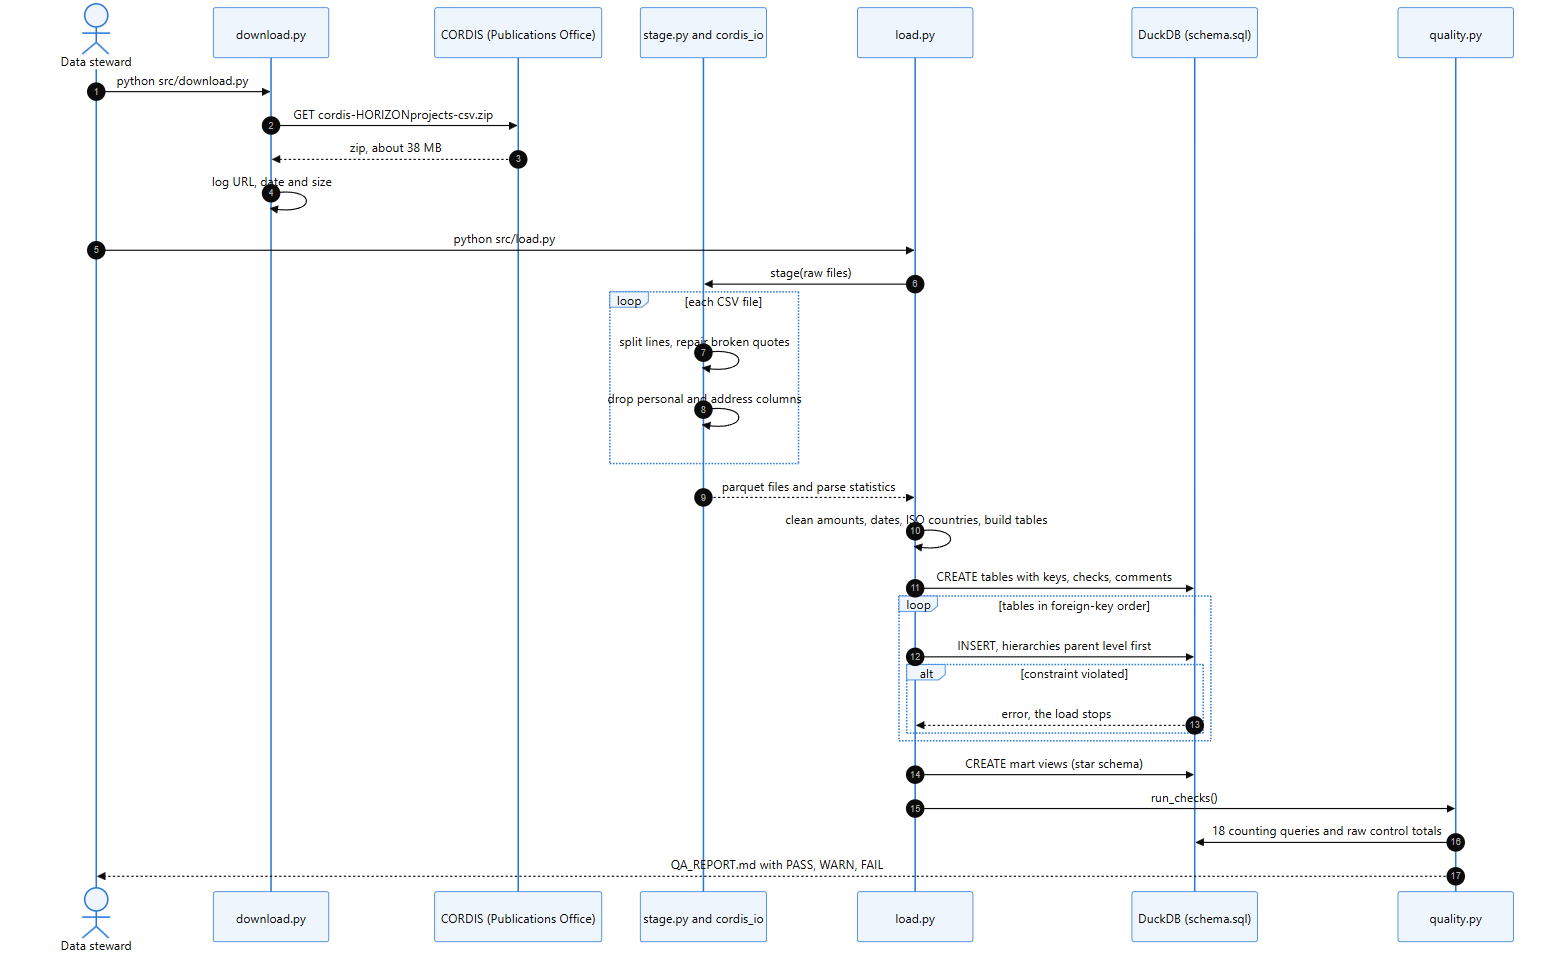 Data steward
download.py
CORDIS (Publications Office)
stage.py and cordis_io
load.py
DuckDB (schema.sql)
quality.py
1
python src/download.py
2
GET cordis-HORIZONprojects-csv.zip
zip, about 38 MB
3
log URL, date and size
4
5
python src/load.py
stage(raw files)
6
loop
[each CSV file]
split lines, repair broken quotes
7
drop personal and address columns
8
9
parquet files and parse statistics
clean amounts, dates, ISO countries, build tables
10
11
CREATE tables with keys, checks, comments
loop
[tables in foreign-key order]
12
INSERT, hierarchies parent level first
alt
[constraint violated]
error, the load stops
13
14
CREATE mart views (star schema)
15
run_checks()
18 counting queries and raw control totals
16
QA_REPORT.md with PASS, WARN, FAIL
17
Data steward
download.py
CORDIS (Publications Office)
stage.py and cordis_io
load.py
DuckDB (schema.sql)
quality.py